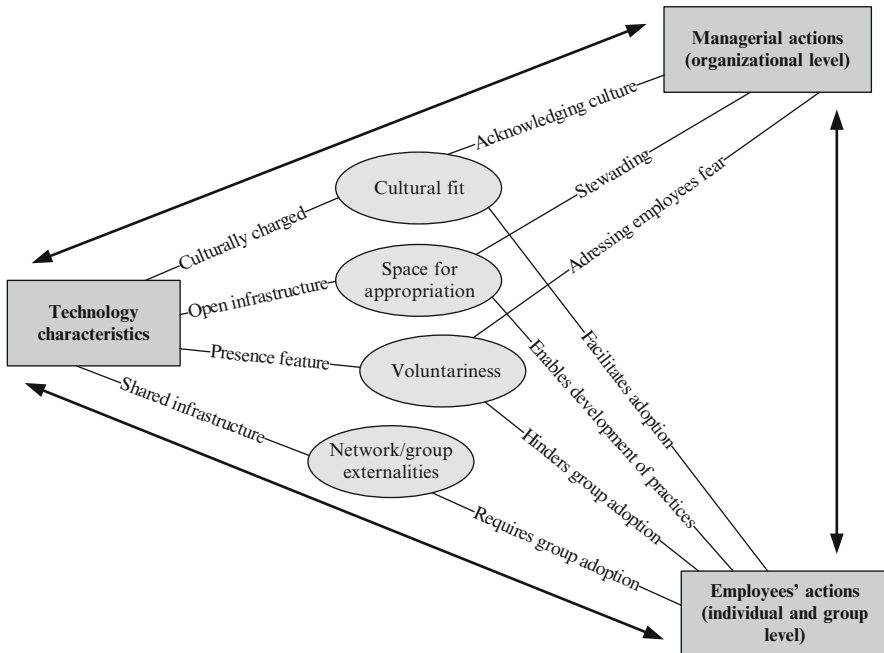 Managerial actions
(organizational level)
Acknowledging culture
Stewarding
Adressing employees fear
Cultural fit
Culturally charged
Space for
appropriation
Open infrastructure
Technology
characteristics
Presence feature
Voluntariness
Shared infrastructure
Network/group
externalities
Facilitates adoption
Enables development of practices
Hinders group adoption
Requires group adoption
Employees' actions
(individual and group
level)